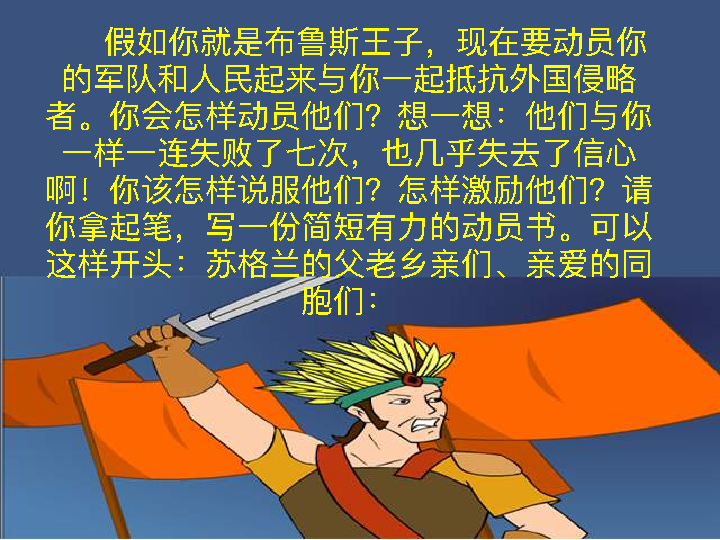 假如你就是布鲁斯王子，现在要动员你
的军队和人民起来与你一起抵抗外国侵略
者。你会怎样动员他们？想一想：他们与你
一样一连失败了七次，也几乎失去了信心
啊！你该怎样说服他们？怎样激励他们？请
你拿起笔，写一份简短有力的动员书。可以
这样开头：苏格兰的父老乡亲们、亲爱的同
胞们：